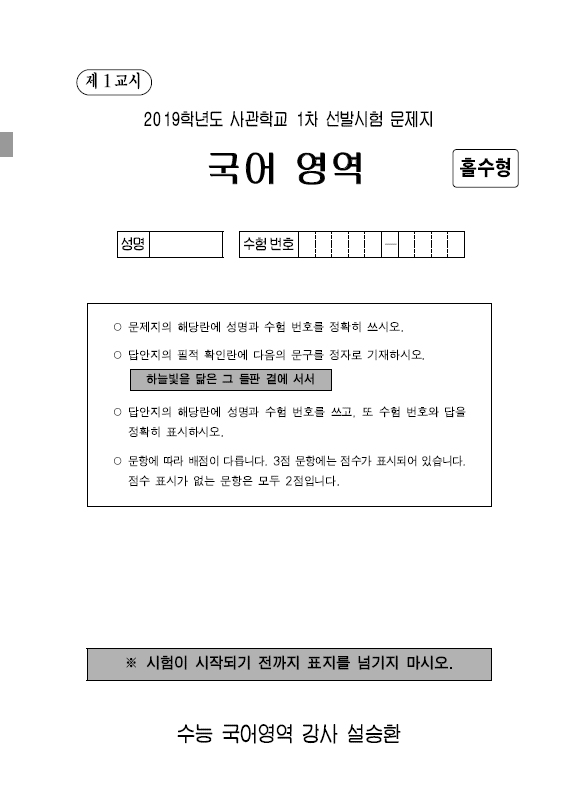 제 1 교시
2019학년도 사관학교 1차 선발시험 문제지
국어 영역
홀수형
성명
수험 번호
—
○ 문제지의 해당란에 성명과 수험 번호를 정확히 쓰시오.
○ 답안지의 필적 확인란에 다음의 문구를 정자로 기재하시오.
하늘빛을 닮은 그 들판 곁에 서서
○ 답안지의 해당란에 성명과 수험 번호를 쓰고, 또 수험 번호와 답을
정확히 표시하시오.
○ 문항에 따라 배점이 다릅니다. 3점 문항에는 점수가 표시되어 있습니다.
점수 표시가 없는 문항은 모두 2점입니다.
※ 시험이 시작되기 전까지 표지를 넘기지 마시오.
수능 국어영역 강사 설승환